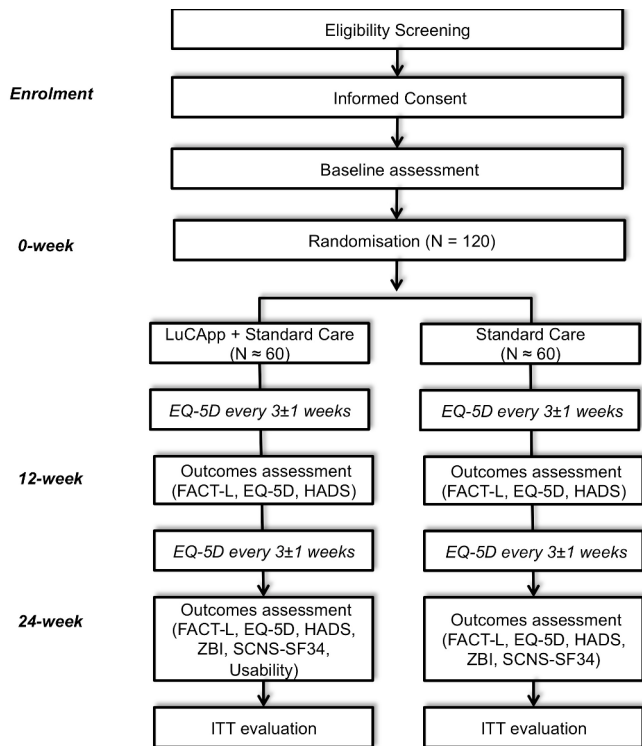 Eligibility Screening
Enrolment
Informed Consent
Baseline assessment
0-week
Randomisation (N = 120)
LuCApp + Standard Care
(N ≈ 60)
Standard Care
(N ≈ 60)
EQ-5D every 3±1 weeks
EQ-5D every 3±1 weeks
12-week
Outcomes assessment
(FACT-L, EQ-5D, HADS)
Outcomes assessment
(FACT-L, EQ-5D, HADS)
EQ-5D every 3±1 weeks
EQ-5D every 3±1 weeks
24-week
Outcomes assessment
(FACT-L, EQ-5D, HADS,
ZBI, SCNS-SF34,
Usability)
Outcomes assessment
(FACT-L, EQ-5D, HADS,
ZBI, SCNS-SF34)
ITT evaluation
ITT evaluation